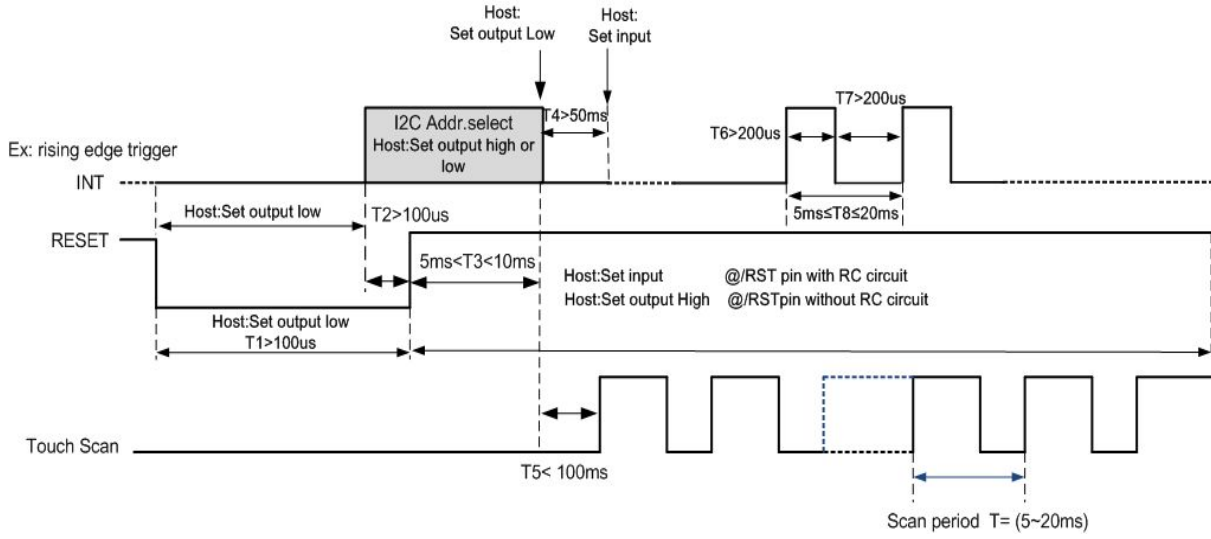 Host:
Set output Low
Host:
Set input
T4>50ms
T7>200us
T6>200us
I2C Addr.select
Host:Set output high or
low
Ex: rising edge trigger
INT
5ms≤T8≤20ms
Host:Set output low
T2>100us
RESET
5ms<T3<10ms
Host:Set input @/RST pin with RC circuit
Host:Set output High @/RSTpin without RC circuit
Host:Set output low
T1>100us
Touch Scan
T5< 100ms
Scan period T= (5~20ms)